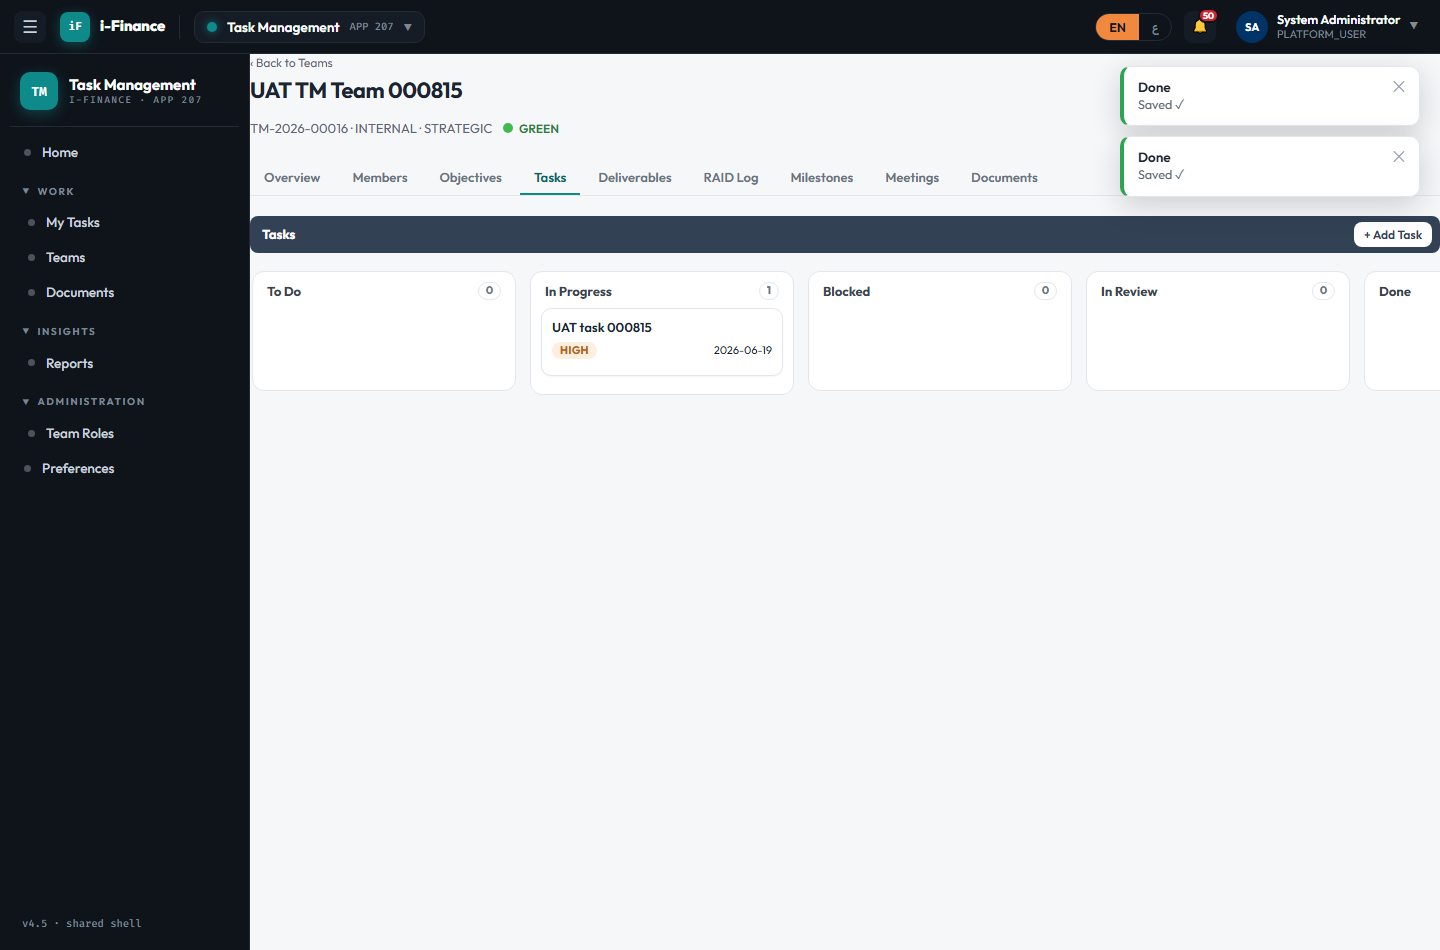 ☰ iF i-Finance Task Management APP 207 ▼ EN ع 50 SA System Administrator ▼
PLATFORM_USER
TM Task Management
I-FINANCE · APP 207
Home
▼ WORK
My Tasks
Teams
Documents
▼ INSIGHTS
Reports
▼ ADMINISTRATION
Team Roles
Preferences
v4.5 · shared shell
‹ Back to Teams
UAT TM Team 000815
TM-2026-00016 · INTERNAL · STRATEGIC GREEN
Overview Members Objectives Tasks Deliverables RAID Log Milestones Meetings Documents
Done
Saved ✓
Done
Saved ✓
Tasks + Add Task
To Do 0
In Progress 1
UAT task 000815
HIGH 2026-06-19
Blocked 0
In Review 0
Done